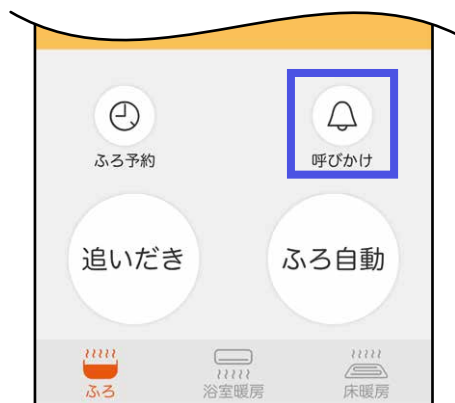 ふろ予約
呼びかけ
追いだき
ふろ自動
ふろ
浴室暖房
床暖房